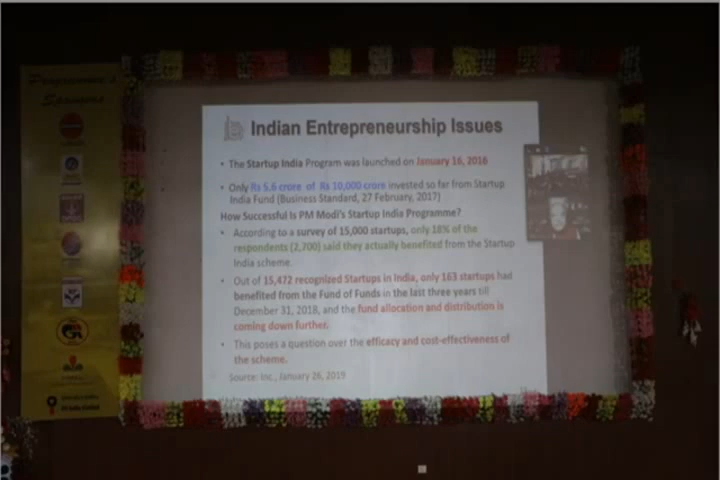 Programme's
Sponsors
Indian Entrepreneurship Issues
• The Startup India Program was launched on January 16, 2016
• Only Rs 5.6 crore of Rs 10,000 crore invested so far from Startup
India Fund (Business Standard, 27 February, 2017)
How Successful Is PM Modi's Startup India Programme?
• According to a survey of 15,000 startups, only 18% of the
respondents (2,700) said they actually benefited from the Startup
India scheme.
• Out of 15,472 recognized Startups in India, only 163 startups had
benefited from the Fund of Funds in the last three years till
December 31, 2018, and the fund allocation and distribution is
coming down further.
• This poses a question over the efficacy and cost-effectiveness of
the scheme.
Source: Inc., January 26, 2019